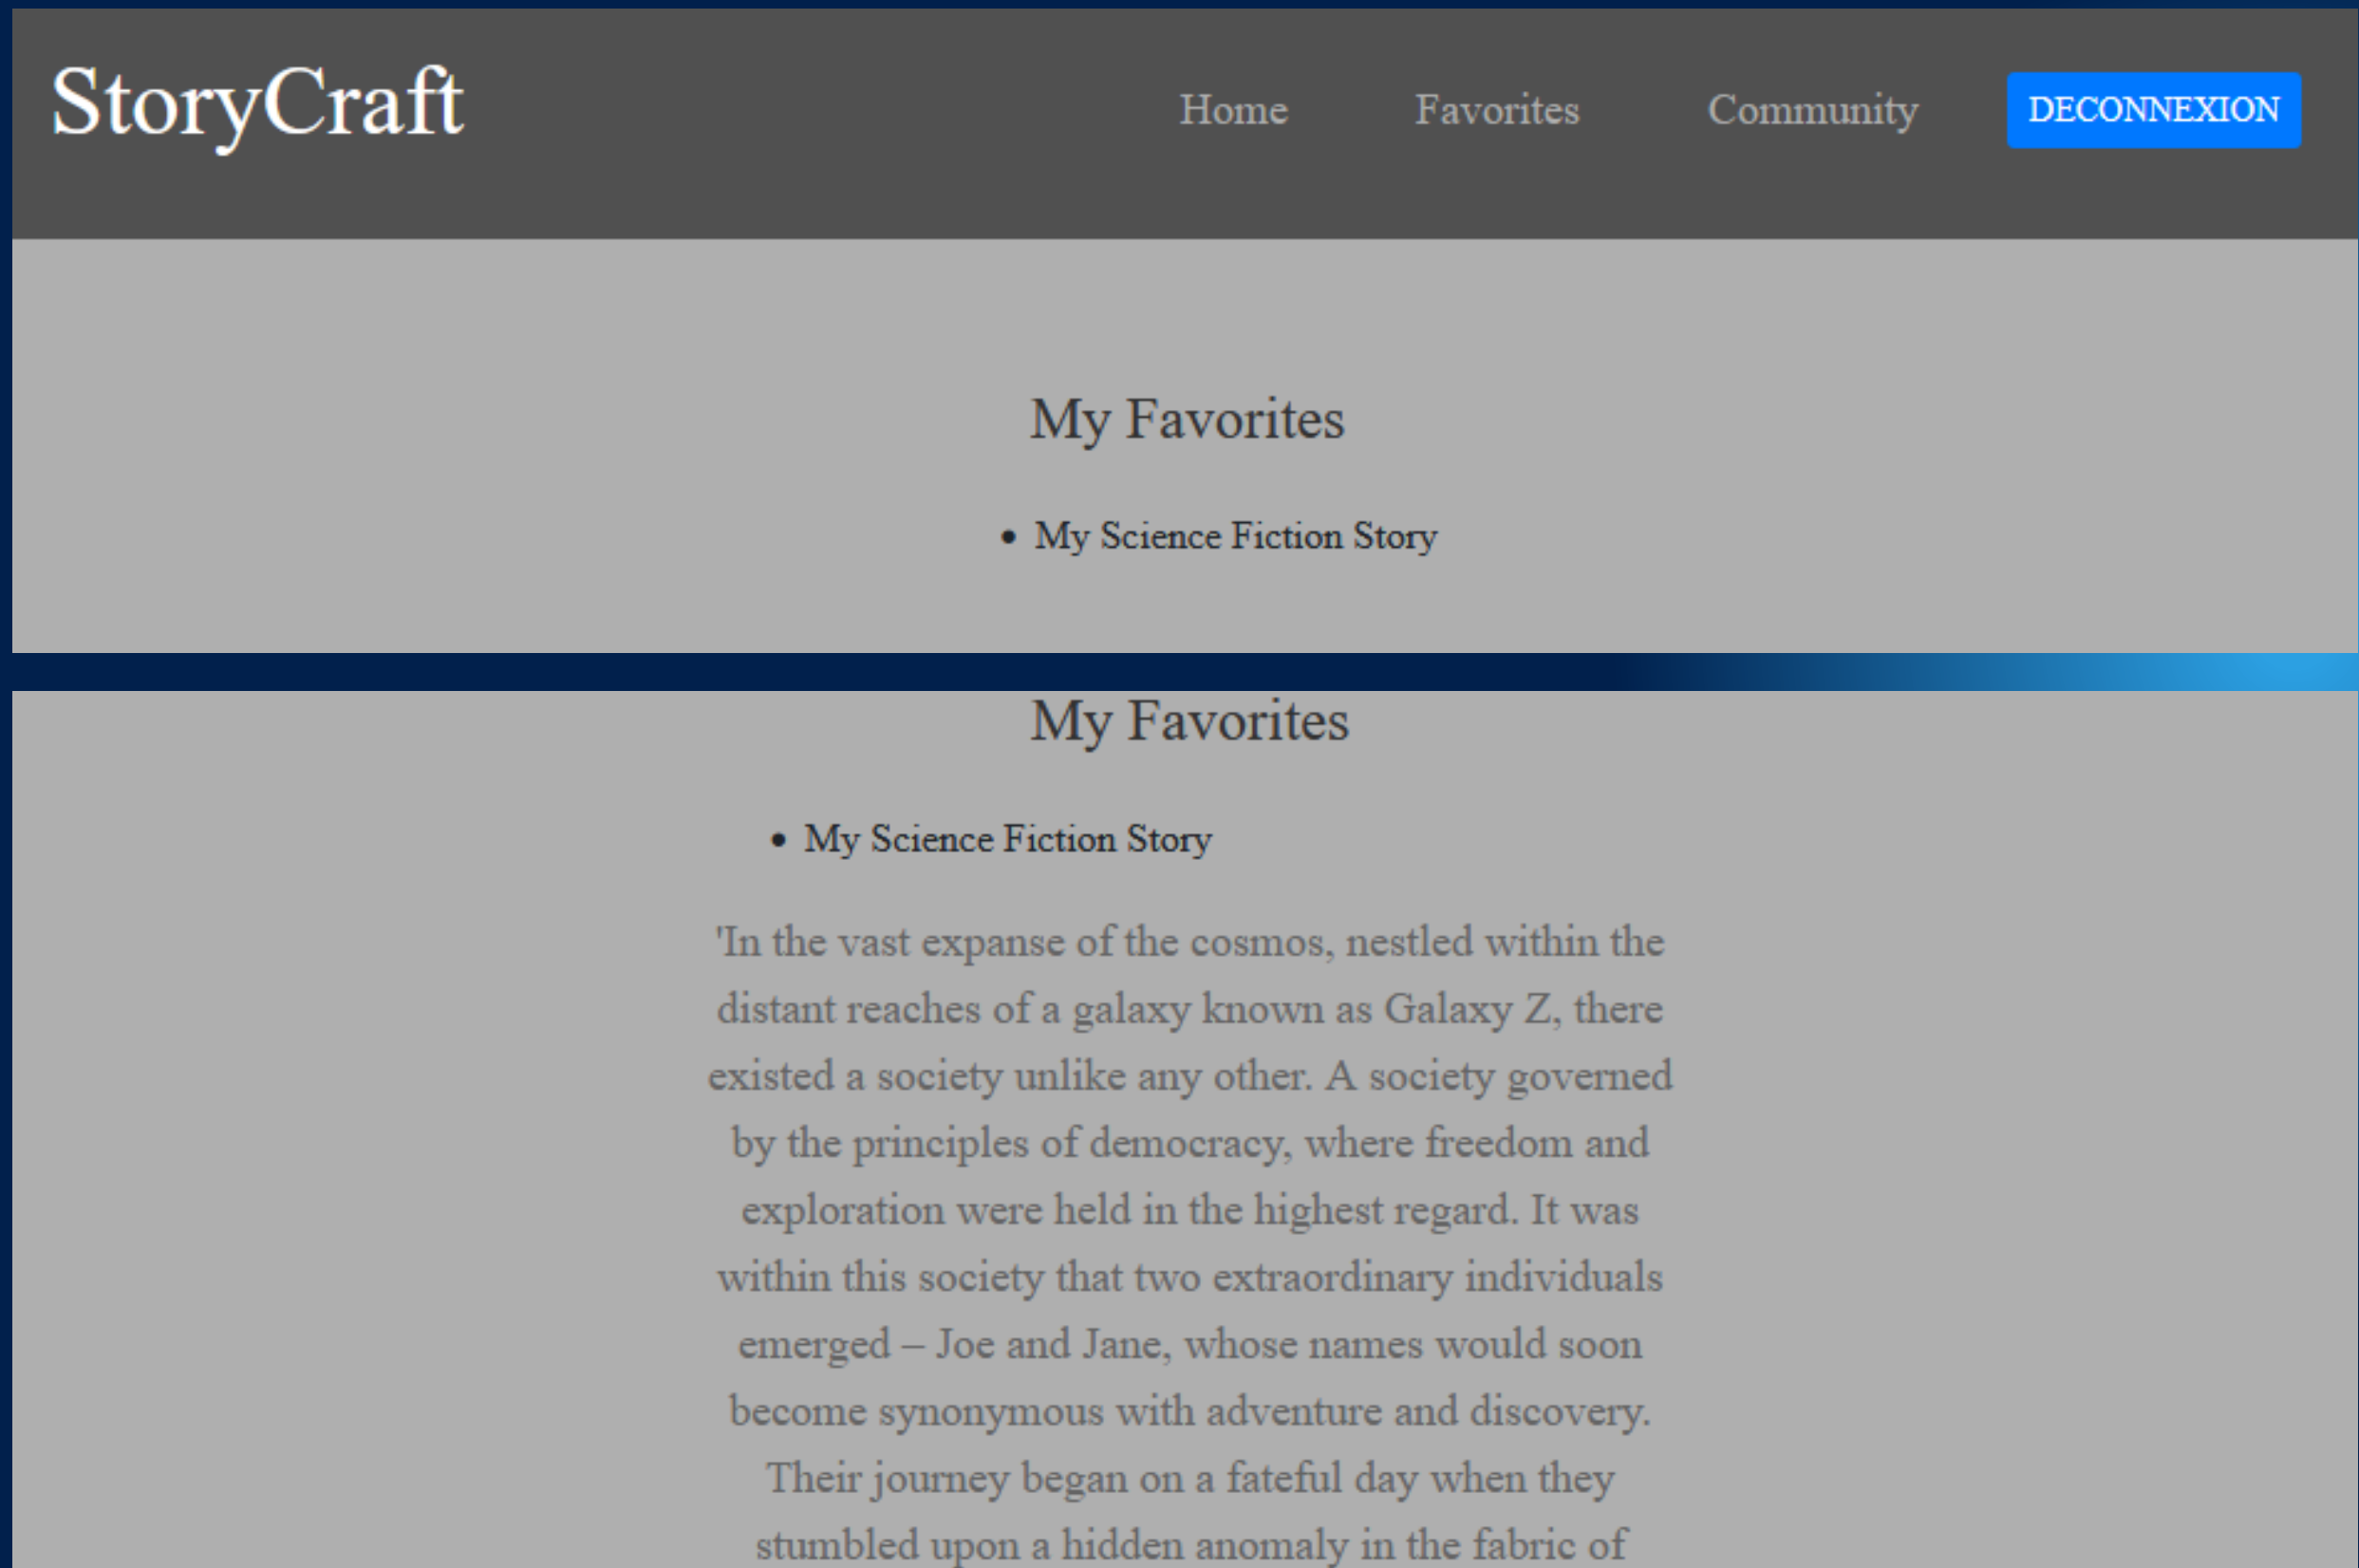 StoryCraft
Home Favorites Community DECONNEXION
My Favorites
• My Science Fiction Story
My Favorites
• My Science Fiction Story
'In the vast expanse of the cosmos, nestled within the
distant reaches of a galaxy known as Galaxy Z, there
existed a society unlike any other. A society governed
by the principles of democracy, where freedom and
exploration were held in the highest regard. It was
within this society that two extraordinary individuals
emerged – Joe and Jane, whose names would soon
become synonymous with adventure and discovery.
Their journey began on a fateful day when they
stumbled upon a hidden anomaly in the fabric of